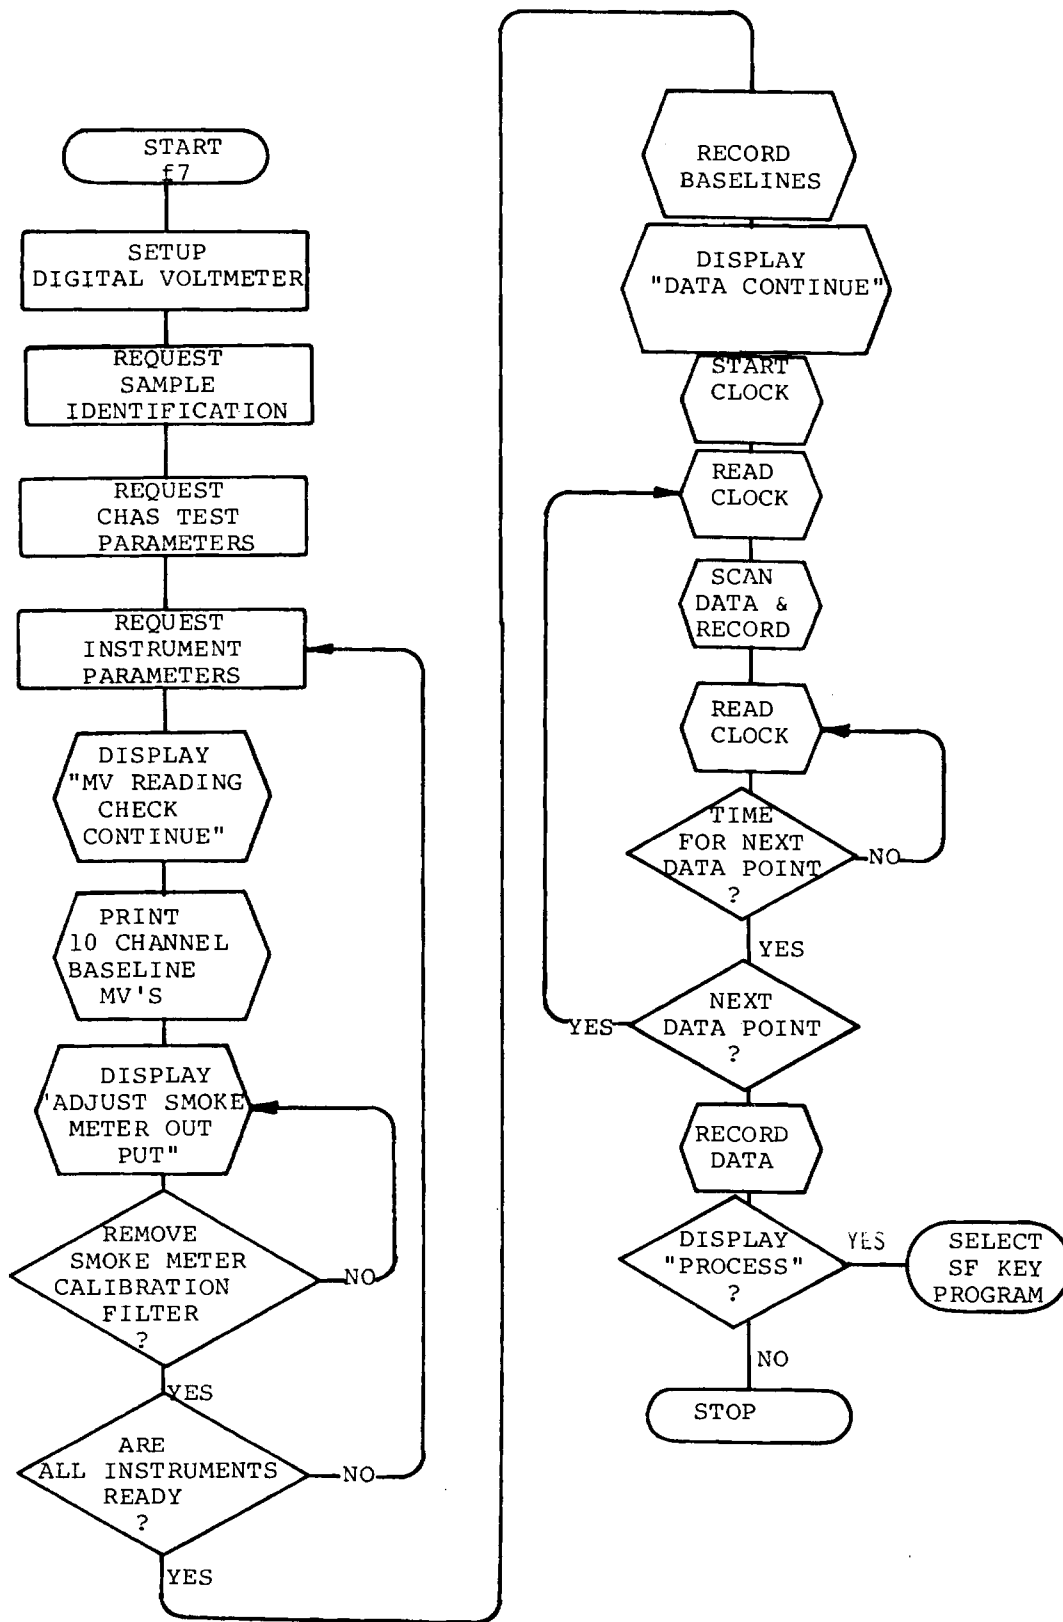 START
f7
SETUP
DIGITAL VOLTMETER
REQUEST
SAMPLE
IDENTIFICATION
REQUEST
CHAS TEST
PARAMETERS
REQUEST
INSTRUMENT
PARAMETERS
DISPLAY
"MV READING
CHECK
CONTINUE"
PRINT
10 CHANNEL
BASELINE
MV'S
DISPLAY
'ADJUST SMOKE
METER OUT
PUT"
REMOVE
SMOKE METER
CALIBRATION
FILTER
?
NO
YES
ARE
ALL INSTRUMENTS
READY
?
NO
YES
RECORD
BASELINES
DISPLAY
"DATA CONTINUE"
START
CLOCK
READ
CLOCK
SCAN
DATA &
RECORD
READ
CLOCK
TIME
FOR NEXT
DATA POINT
?
NO
YES
NEXT
DATA POINT
?
YES
RECORD
DATA
DISPLAY
"PROCESS"
?
YES
SELECT
SF KEY
PROGRAM
NO
STOP